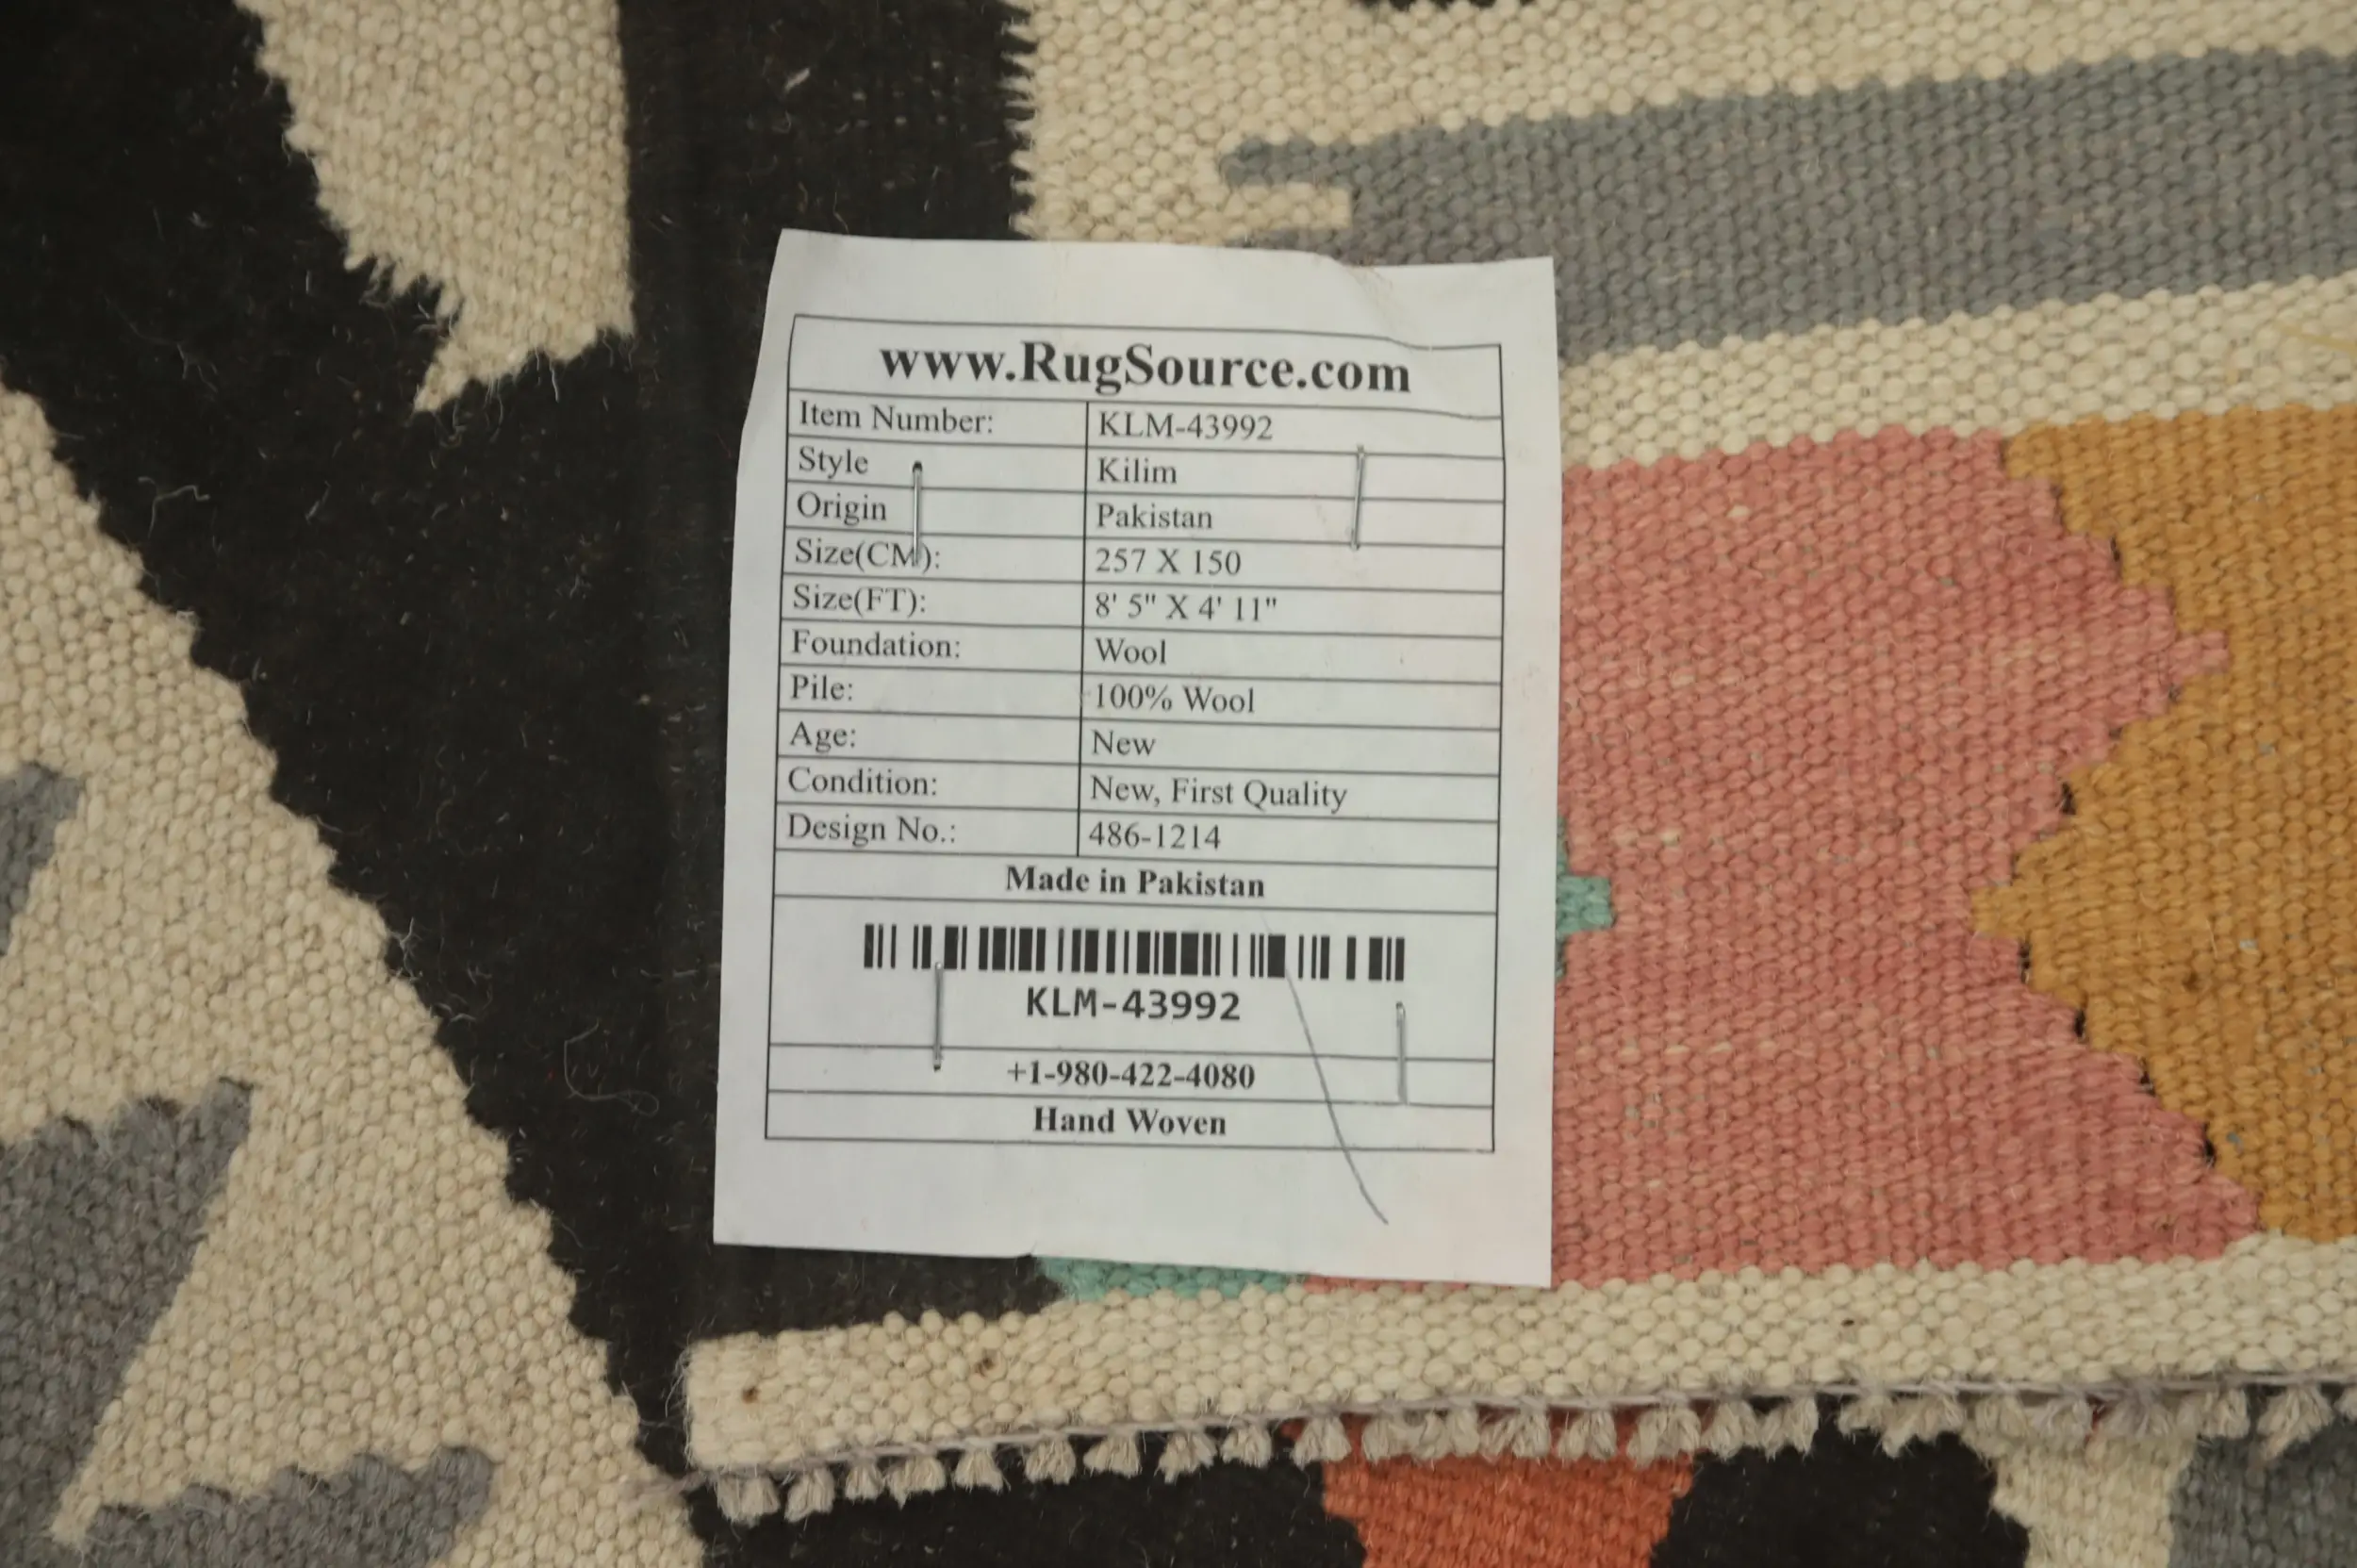 www.RugSource.com
Item Number: KLM-43992
Style Kilim
Origin Pakistan
Size(CM): 257 X 150
Size(FT): 8' 5" X 4' 11"
Foundation: Wool
Pile: 100% Wool
Age: New
Condition: New, First Quality
Design No.: 486-1214
Made in Pakistan
KLM-43992
+1-980-422-4080
Hand Woven